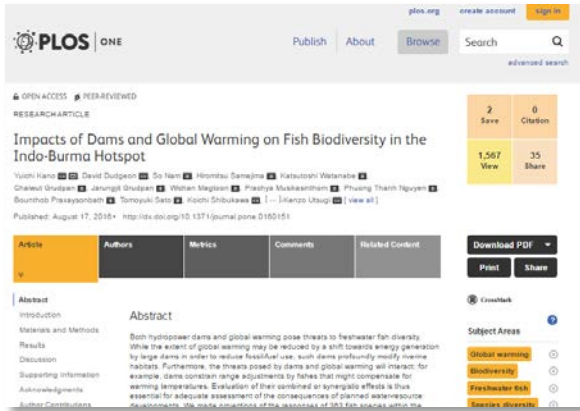 plos.org create account sign in
PLOS ONE
Publish About Browse Search
advanced search
OPEN ACCESS PEER-REVIEWED
RESEARCH ARTICLE
2 Save 0 Citation
1,567 View 35 Share
Impacts of Dams and Global Warming on Fish Biodiversity in the
Indo-Burma Hotspot
Yuichi Kano, David Dudgeon, So Nam, Hiromitsu Samejima, Katsutoshi Watanabe,
Chaiwut Grudpan, Jarungjit Grudpan, Wichan Magtoon, Prachya Musikasinthorn, Phuong Thanh Nguyen,
Bounthob Praxaysonbath, Tomoyuki Sato, Koichi Shibukawa, [ ... ], Kenzo Utsugi [ view all ]
Published: August 17, 2016 • http://dx.doi.org/10.1371/journal.pone.0160151
Article Authors Metrics Comments Related Content
Download PDF
Print Share
CrossMark
Abstract
Introduction
Materials and Methods
Results
Discussion
Supporting Information
Acknowledgments
Author Contributions
Abstract
Both hydropower dams and global warming pose threats to freshwater fish diversity.
While the extent of global warming may be reduced by a shift towards energy generation
by large dams in order to reduce fossil-fuel use, such dams profoundly modify riverine
habitats. Furthermore, the threats posed by dams and global warming will interact: for
example, dams constrain range adjustments by fishes that might compensate for
warming temperatures. Evaluation of their combined or synergistic effects is thus
essential for adequate assessment of the consequences of planned water-resource
developments. We made projections of the responses of 363 fish species within the
Subject Areas
Global warming
Biodiversity
Freshwater fish
Species diversity